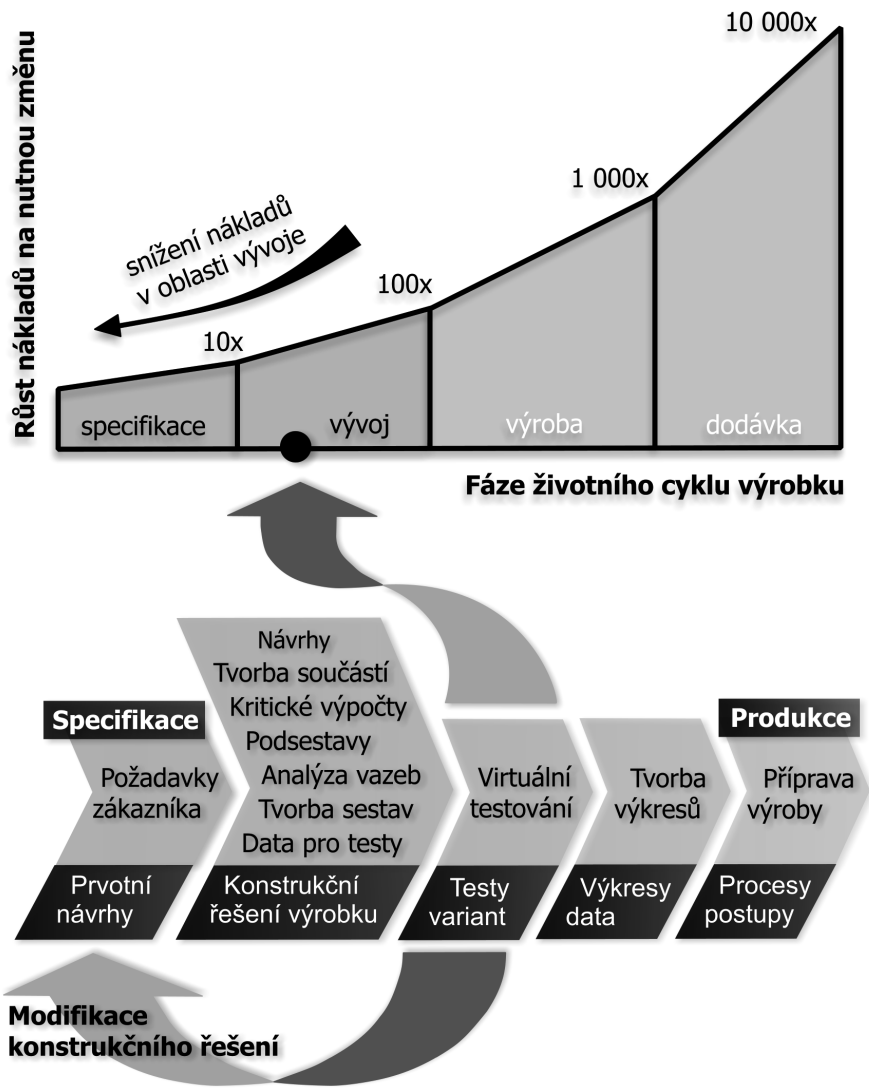 10 000x
Růst nákladů na nutnou změnu
1 000x
snížení nákladů
v oblasti vývoje
100x
10x
specifikace
vývoj
výroba
dodávka
Fáze životního cyklu výrobku
Návrhy
Tvorba součástí
Kritické výpočty
Podsestavy
Analýza vazeb
Tvorba sestav
Data pro testy
Specifikace
Požadavky
zákazníka
Virtuální
testování
Tvorba
výkresů
Produkce
Příprava
výroby
Prvotní
návrhy
Konstrukční
řešení výrobku
Testy
variant
Výkresy
data
Procesy
postupy
Modifikace
konstrukčního řešení